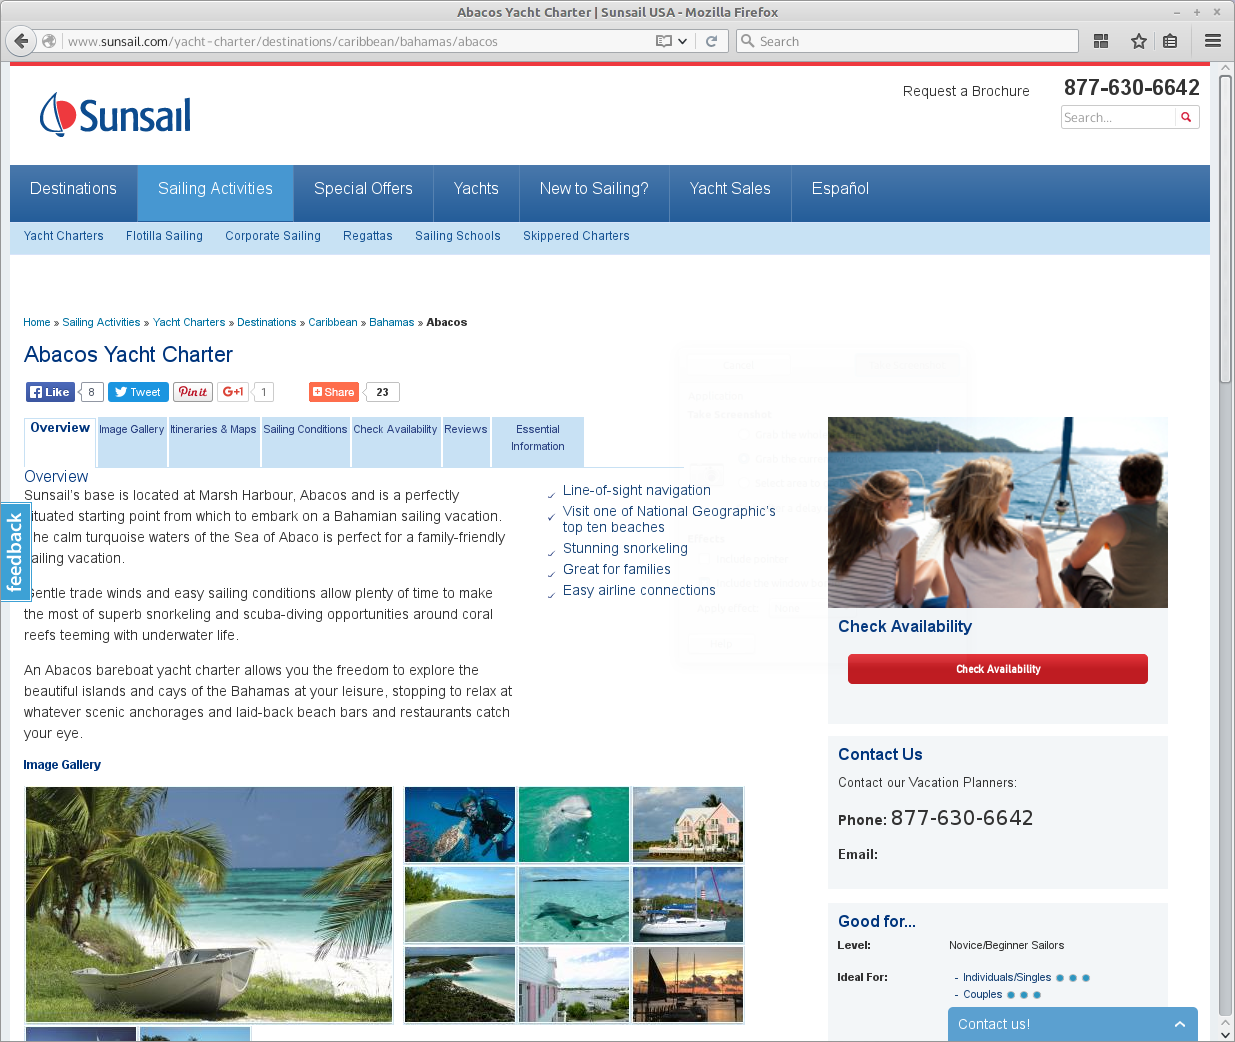 Abacos Yacht Charter | Sunsail USA - Mozilla Firefox
www.sunsail.com/yacht-charter/destinations/caribbean/bahamas/abacos
Search
Request a Brochure
877-630-6642
Sunsail
Search...
Destinations
Sailing Activities
Special Offers
Yachts
New to Sailing?
Yacht Sales
Español
Yacht Charters
Flotilla Sailing
Corporate Sailing
Regattas
Sailing Schools
Skippered Charters
Home » Sailing Activities » Yacht Charters » Destinations » Caribbean » Bahamas » Abacos
Abacos Yacht Charter
Like 8
Tweet
Pin it
G+1 1
Share 23
Overview
Image Gallery
Itineraries & Maps
Sailing Conditions
Check Availability
Reviews
Essential
Information
Overview
Sunsail's base is located at Marsh Harbour, Abacos and is a perfectly
ituated starting point from which to embark on a Bahamian sailing vacation.
he calm turquoise waters of the Sea of Abaco is perfect for a family-friendly
ailing vacation.
entle trade winds and easy sailing conditions allow plenty of time to make
the most of superb snorkeling and scuba-diving opportunities around coral
reefs teeming with underwater life.
An Abacos bareboat yacht charter allows you the freedom to explore the
beautiful islands and cays of the Bahamas at your leisure, stopping to relax at
whatever scenic anchorages and laid-back beach bars and restaurants catch
your eye.
feedback
Line-of-sight navigation
Visit one of National Geographic's
top ten beaches
Stunning snorkeling
Great for families
Easy airline connections
Image Gallery
Check Availability
Check Availability
Contact Us
Contact our Vacation Planners:
Phone: 877-630-6642
Email:
Good for...
Level: Novice/Beginner Sailors
Ideal For: - Individuals/Singles
- Couples
Contact us!